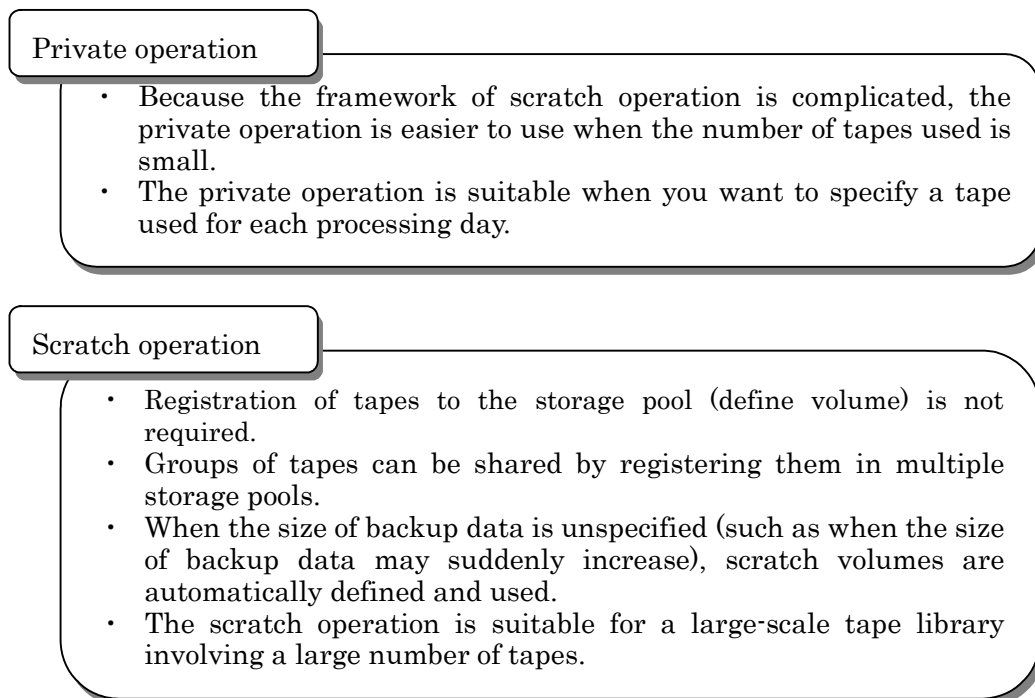 Private operation
・ Because the framework of scratch operation is complicated, the
private operation is easier to use when the number of tapes used is
small.
・ The private operation is suitable when you want to specify a tape
used for each processing day.
Scratch operation
・ Registration of tapes to the storage pool (define volume) is not
required.
・ Groups of tapes can be shared by registering them in multiple
storage pools.
・ When the size of backup data is unspecified (such as when the size
of backup data may suddenly increase), scratch volumes are
automatically defined and used.
・ The scratch operation is suitable for a large-scale tape library
involving a large number of tapes.